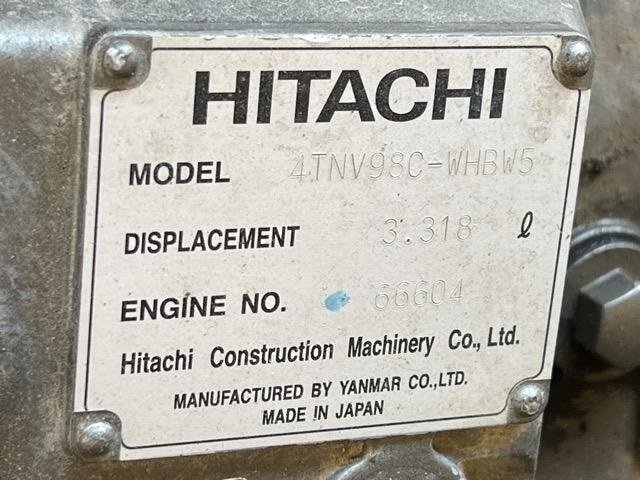 HITACHI
MODEL 4TNV98C-WHBW5
DISPLACEMENT 3.318 ℓ
ENGINE NO. 66604
Hitachi Construction Machinery Co., Ltd.
MANUFACTURED BY YANMAR CO.,LTD.
MADE IN JAPAN